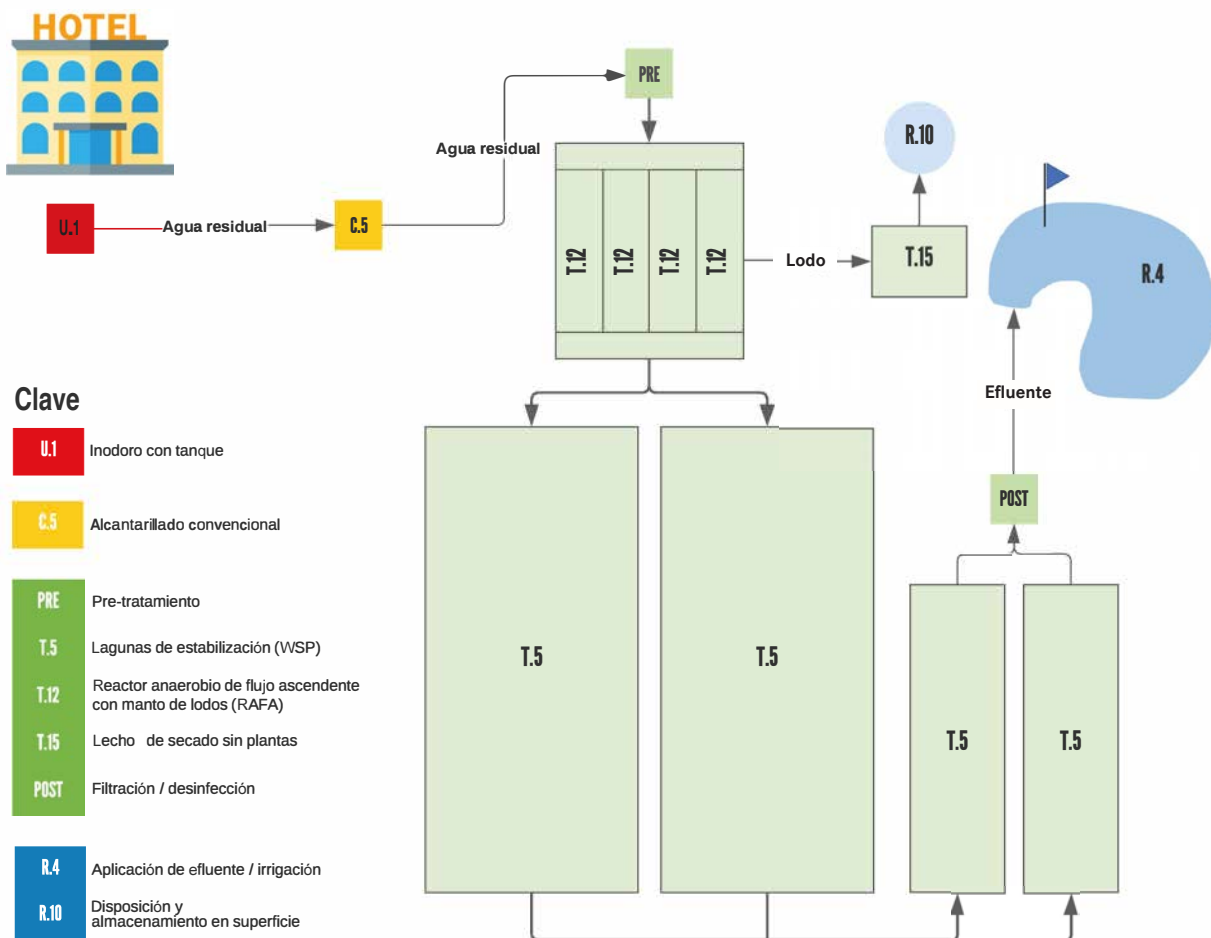 HOTEL
PRE
Agua residual
R.10
U.1
Agua residual
C.5
T.12
T.12
T.12
T.12
Lodo
T.15
R.4
Efluente
POST
T.5
T.5
T.5
T.5
Clave
U.1 Inodoro con tanque
C.5 Alcantarillado convencional
PRE Pre-tratamiento
T.5 Lagunas de estabilización (WSP)
T.12 Reactor anaerobio de flujo ascendente
con manto de lodos (RAFA)
T.15 Lecho de secado sin plantas
POST Filtración / desinfección
R.4 Aplicación de efluente / irrigación
R.10 Disposición y
almacenamiento en superficie